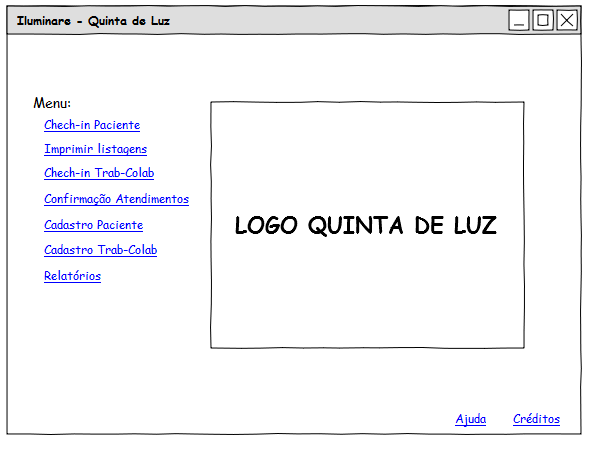 Iluminare - Quinta de Luz
Menu:
Chech-in Paciente
Imprimir listagens
Chech-in Trab-Colab
Confirmação Atendimentos
Cadastro Paciente
Cadastro Trab-Colab
Relatórios
LOGO QUINTA DE LUZ
Ajuda Créditos